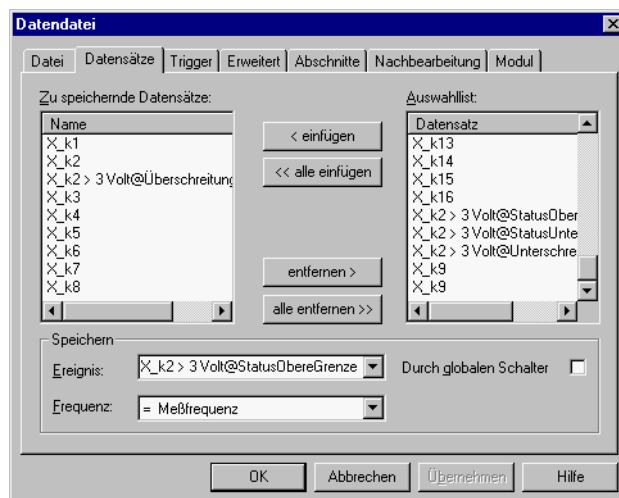 Datendatei
Datei Datensätze Trigger Erweitert Abschnitte Nachbearbeitung Modul
Zu speichernde Datensätze:
Name
X_k1
X_k2
X_k2 > 3 Volt@Überschreitung
X_k3
X_k4
X_k5
X_k6
X_k7
X_k8
< einfügen
<< alle einfügen
entfernen >
alle entfernen >>
Auswahllist:
Datensatz
X_k13
X_k14
X_k15
X_k16
X_k2 > 3 Volt@StatusOber
X_k2 > 3 Volt@StatusUnte
X_k2 > 3 Volt@Unterschre
X_k9
X_k9
Speichern
Ereignis: X_k2 > 3 Volt@StatusObereGrenze Durch globalen Schalter
Frequenz: = Meßfrequenz
OK Abbrechen Übernehmen Hilfe